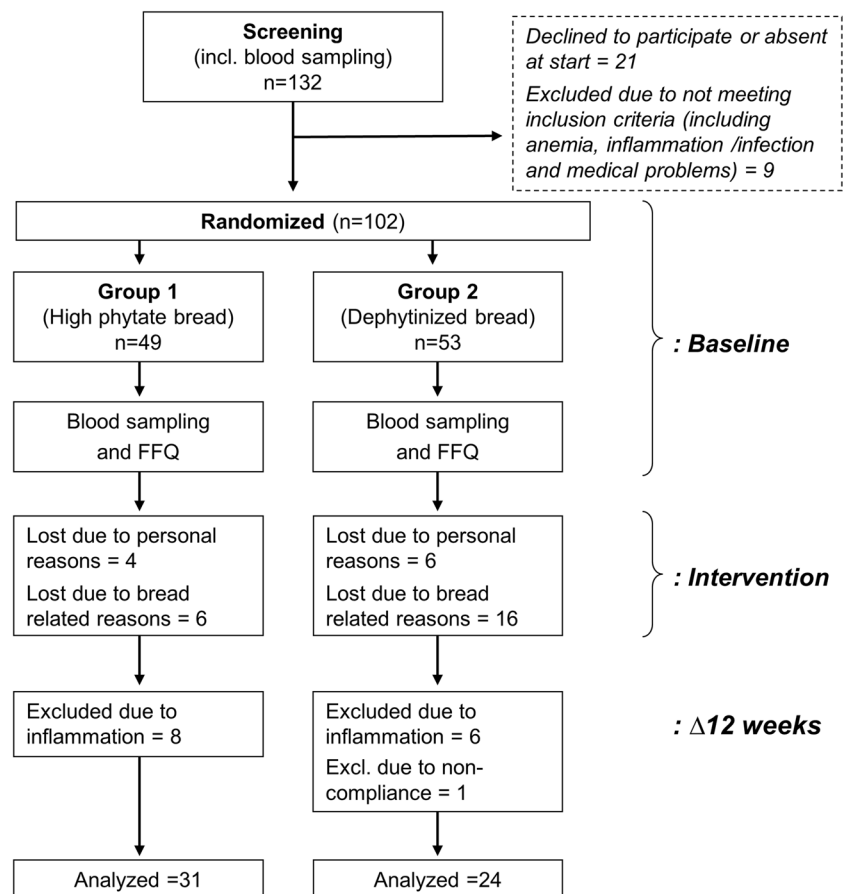 Screening
(incl. blood sampling)
n=132
Declined to participate or absent
at start = 21
Excluded due to not meeting
inclusion criteria (including
anemia, inflammation /infection
and medical problems) = 9
Randomized (n=102)
Group 1
(High phytate bread)
n=49
Group 2
(Dephytinized bread)
n=53
: Baseline
Blood sampling
and FFQ
Blood sampling
and FFQ
Lost due to personal
reasons = 4
Lost due to bread
related reasons = 6
Lost due to personal
reasons = 6
Lost due to bread
related reasons = 16
: Intervention
Excluded due to
inflammation = 8
Excluded due to
inflammation = 6
Excl. due to non-
compliance = 1
: Δ12 weeks
Analyzed =31
Analyzed =24